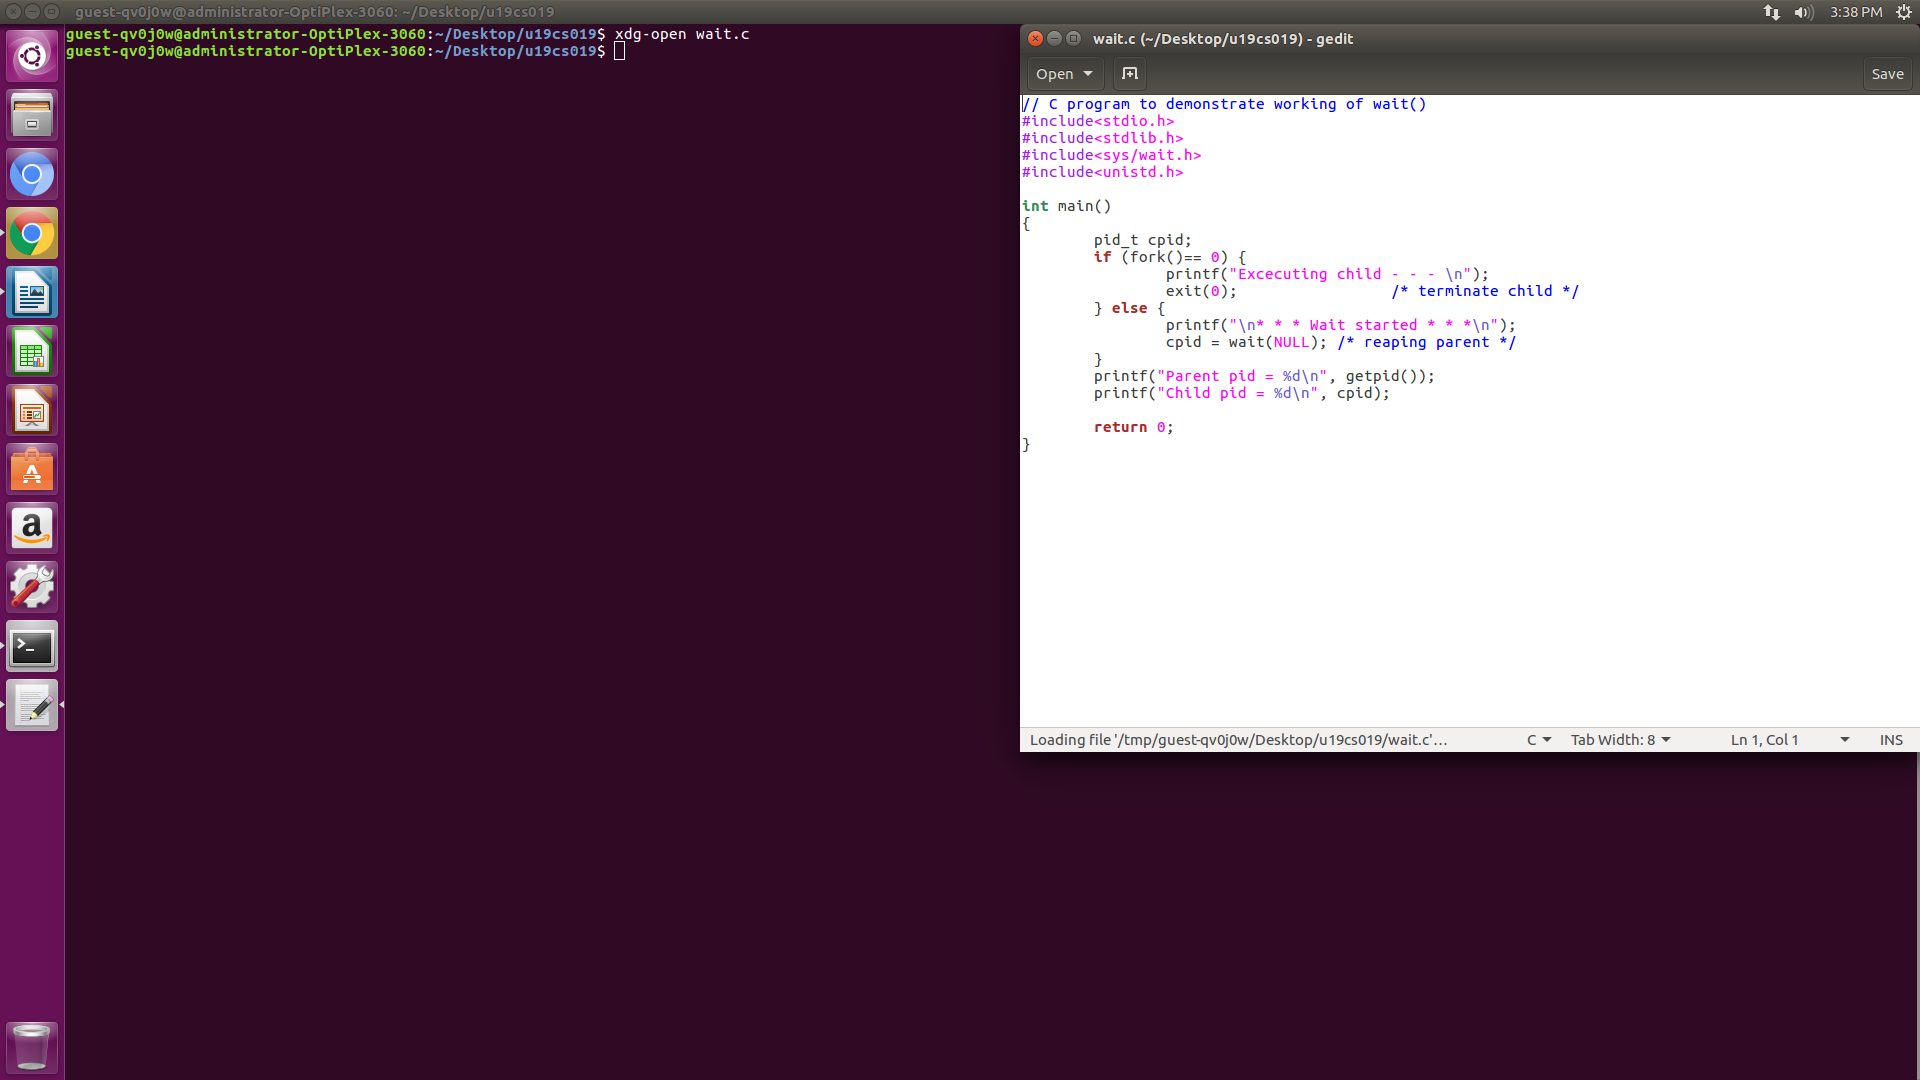 guest-qv0j0w@administrator-OptiPlex-3060: ~/Desktop/u19cs019
3:38 PM
guest-qv0j0w@administrator-OptiPlex-3060:~/Desktop/u19cs019$ xdg-open wait.c
guest-qv0j0w@administrator-OptiPlex-3060:~/Desktop/u19cs019$
wait.c (~/Desktop/u19cs019) - gedit
Open
Save
// C program to demonstrate working of wait()
#include<stdio.h>
#include<stdlib.h>
#include<sys/wait.h>
#include<unistd.h>
int main()
{
pid_t cpid;
if (fork()== 0) {
printf("Excecuting child - - - \n");
exit(0); /* terminate child */
} else {
printf("\n* * * Wait started * * *\n");
cpid = wait(NULL); /* reaping parent */
}
printf("Parent pid = %d\n", getpid());
printf("Child pid = %d\n", cpid);
return 0;
}
Loading file '/tmp/guest-qv0j0w/Desktop/u19cs019/wait.c'… C Tab Width: 8 Ln 1, Col 1 INS